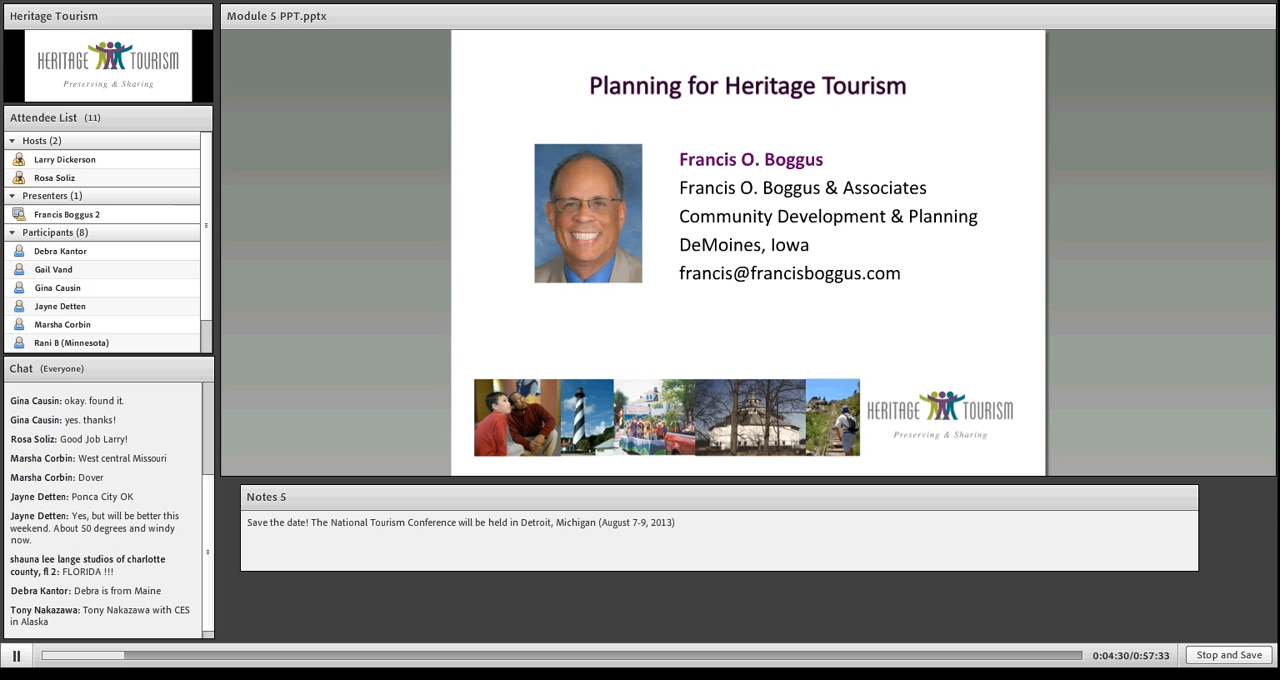 Heritage Tourism
HERITAGE TOURISM
Preserving & Sharing
Attendee List (11)
Hosts (2)
Larry Dickerson
Rosa Soliz
Presenters (1)
Francis Boggus 2
Participants (8)
Debra Kantor
Gail Vand
Gina Causin
Jayne Detten
Marsha Corbin
Rani B (Minnesota)
Chat (Everyone)
Gina Causin: okay. found it.
Gina Causin: yes. thanks!
Rosa Soliz: Good Job Larry!
Marsha Corbin: West central Missouri
Marsha Corbin: Dover
Jayne Detten: Ponca City OK
Jayne Detten: Yes, but will be better this
weekend. About 50 degrees and windy
now.
shauna lee lange studios of charlotte
county, fl 2: FLORIDA !!!
Debra Kantor: Debra is from Maine
Tony Nakazawa: Tony Nakazawa with CES
in Alaska
Module 5 PPT.pptx
Planning for Heritage Tourism
Francis O. Boggus
Francis O. Boggus & Associates
Community Development & Planning
DeMoines, Iowa
francis@francisboggus.com
HERITAGE TOURISM
Preserving & Sharing
Notes 5
Save the date! The National Tourism Conference will be held in Detroit, Michigan (August 7-9, 2013)
0:04:30/0:57:33
Stop and Save